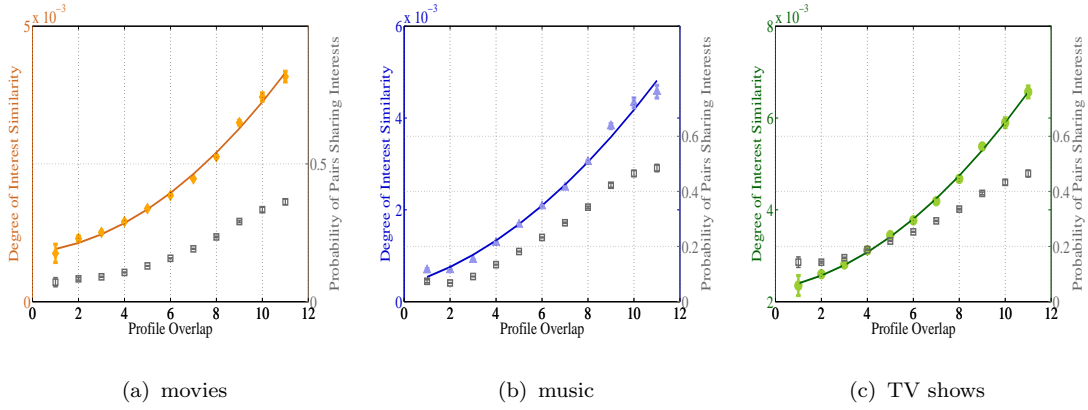 5 x 10⁻³
0
Degree of Interest Similarity
0.5
0
Probability of Pairs Sharing Interests
0 2 4 6 8 10 12
Profile Overlap
(a) movies
6 x 10⁻³
4
2
0
Degree of Interest Similarity
0.6
0.4
0.2
0
Probability of Pairs Sharing Interests
0 2 4 6 8 10 12
Profile Overlap
(b) music
8 x 10⁻³
6
4
2
Degree of Interest Similarity
0.6
0.4
0.2
0
Probability of Pairs Sharing Interests
0 2 4 6 8 10 12
Profile Overlap
(c) TV shows